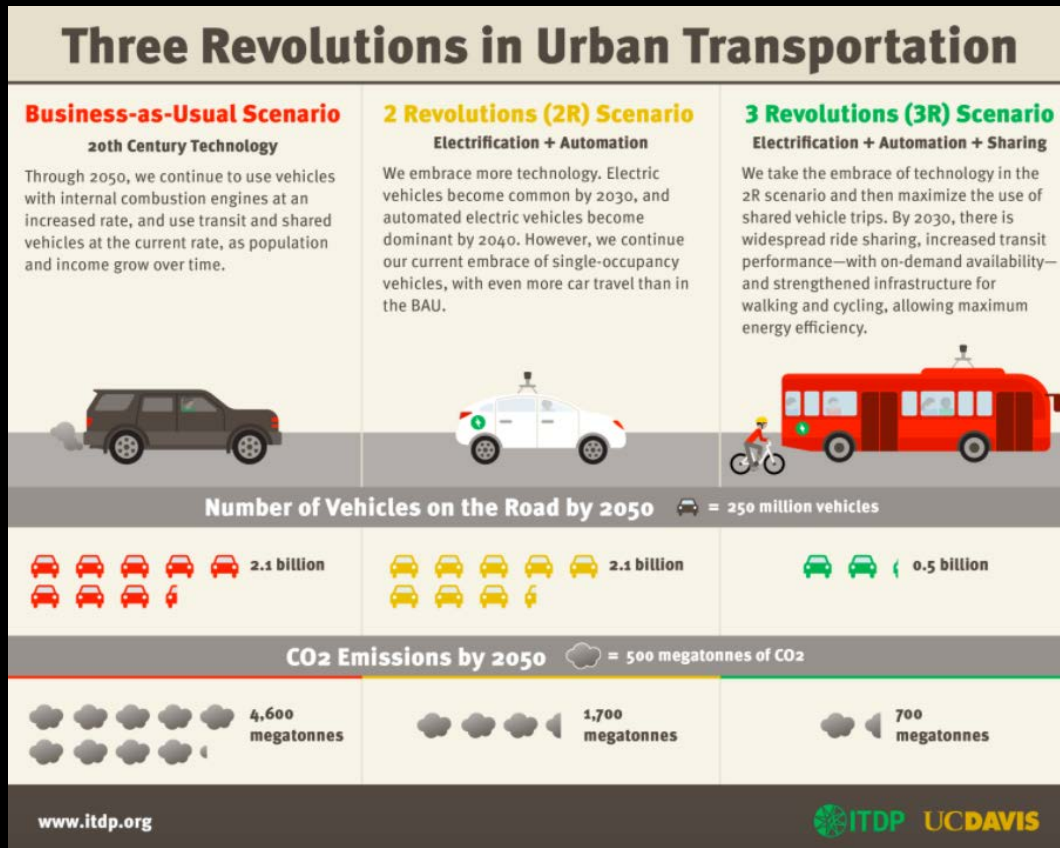 Three Revolutions in Urban Transportation
Business-as-Usual Scenario
20th Century Technology
Through 2050, we continue to use vehicles
with internal combustion engines at an
increased rate, and use transit and shared
vehicles at the current rate, as population
and income grow over time.
2 Revolutions (2R) Scenario
Electrification + Automation
We embrace more technology. Electric
vehicles become common by 2030, and
automated electric vehicles become
dominant by 2040. However, we continue
our current embrace of single-occupancy
vehicles, with even more car travel than in
the BAU.
3 Revolutions (3R) Scenario
Electrification + Automation + Sharing
We take the embrace of technology in the
2R scenario and then maximize the use of
shared vehicle trips. By 2030, there is
widespread ride sharing, increased transit
performance—with on-demand availability—
and strengthened infrastructure for
walking and cycling, allowing maximum
energy efficiency.
Number of Vehicles on the Road by 2050 = 250 million vehicles
2.1 billion
2.1 billion
0.5 billion
CO2 Emissions by 2050 = 500 megatonnes of CO2
4,600
megatonnes
1,700
megatonnes
700
megatonnes
www.itdp.org
ITDP UCDAVIS